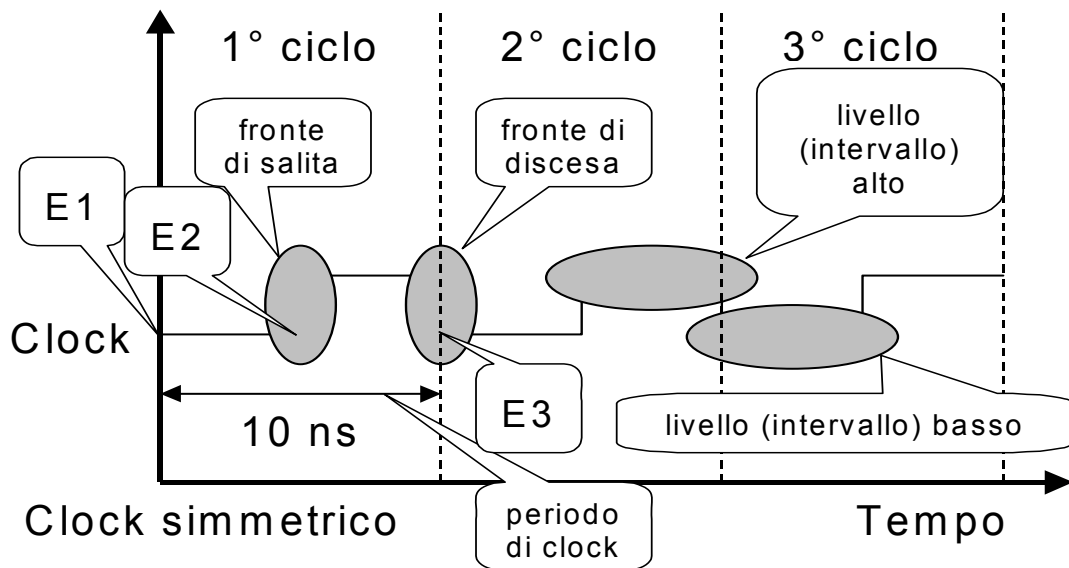 1° ciclo
2° ciclo
3° ciclo
fronte
di salita
fronte di
discesa
livello
(intervallo)
alto
E1
E2
Clock
E3
10 ns
livello (intervallo) basso
Clock simmetrico
periodo
di clock
Tempo